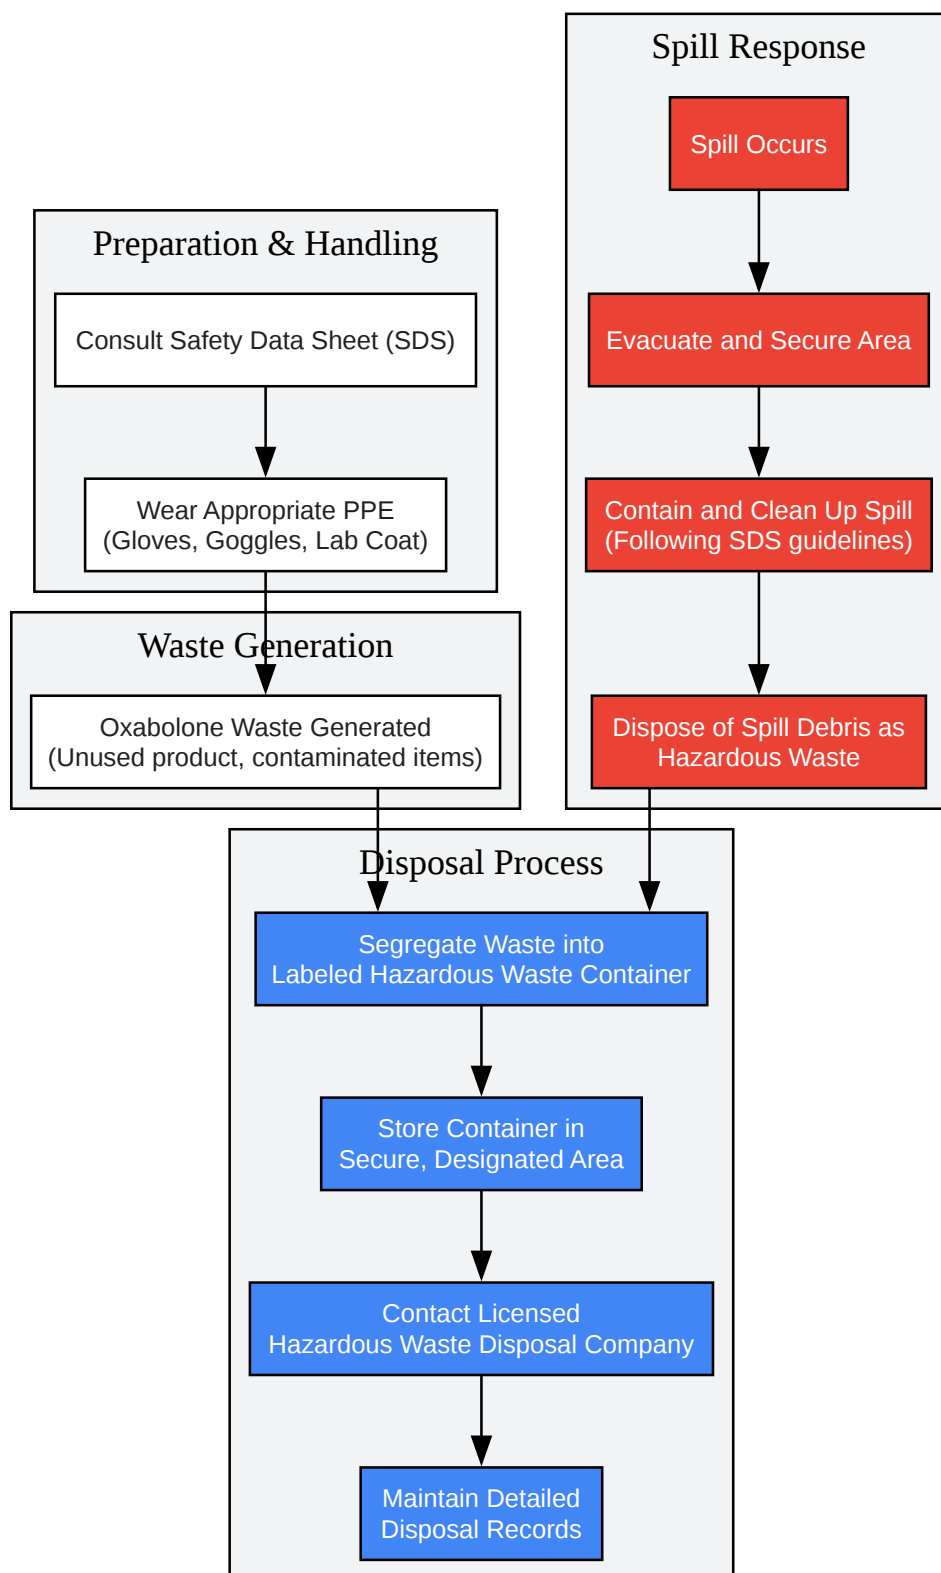 Spill Response
Spill Occurs
Preparation & Handling
Consult Safety Data Sheet (SDS)
Evacuate and Secure Area
Wear Appropriate PPE
(Gloves, Goggles, Lab Coat)
Contain and Clean Up Spill
(Following SDS guidelines)
Waste Generation
Oxabolone Waste Generated
(Unused product, contaminated items)
Dispose of Spill Debris as
Hazardous Waste
Disposal Process
Segregate Waste into
Labeled Hazardous Waste Container
Store Container in
Secure, Designated Area
Contact Licensed
Hazardous Waste Disposal Company
Maintain Detailed
Disposal Records